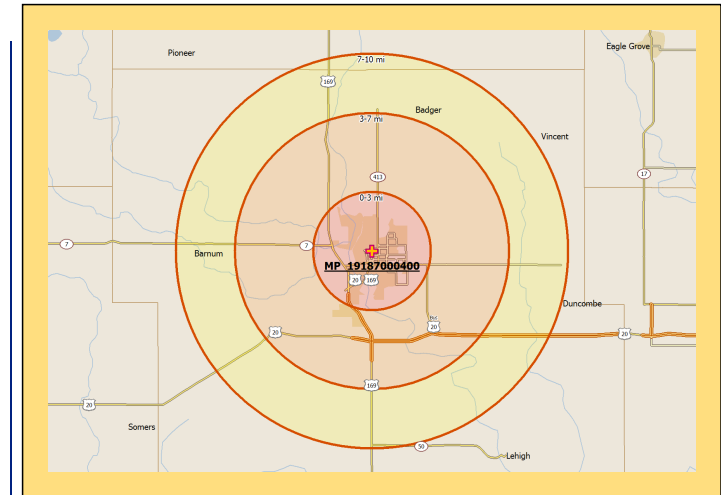 Pioneer
Eagle Grove
7-10 mi
169
Badger
3-7 mi
Vincent
413
17
0-3 mi
7
7
Barnum
MP 19187000400
20
169
Duncombe
20
20
20
169
20
Somers
50
Lehigh